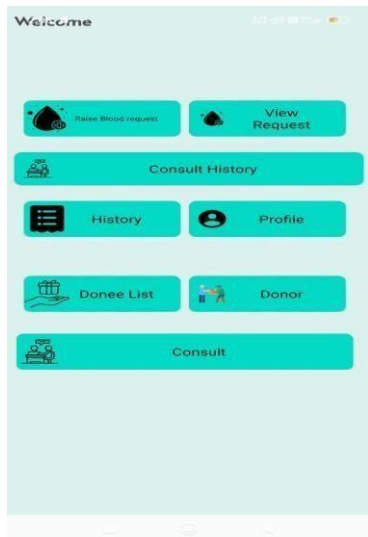 Welcome
Raise Blood request
View
Request
Consult History
History
Profile
Donee List
Donor
Consult